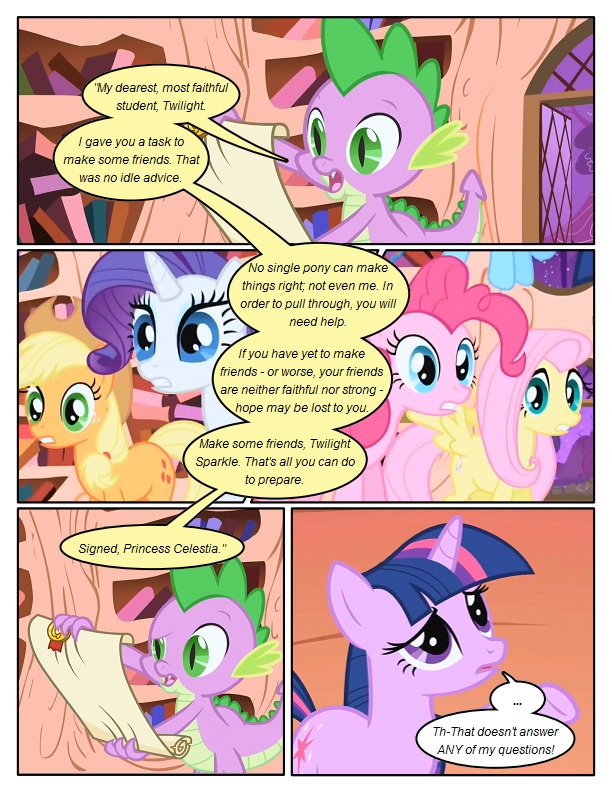 "My dearest, most faithful
student, Twilight.
I gave you a task to
make some friends. That
was no idle advice.
No single pony can make
things right; not even me. In
order to pull through, you will
need help.
If you have yet to make
friends - or worse, your friends
are neither faithful nor strong -
hope may be lost to you.
Make some friends, Twilight
Sparkle. That's all you can do
to prepare.
Signed, Princess Celestia."
...
Th-That doesn't answer
ANY of my questions!